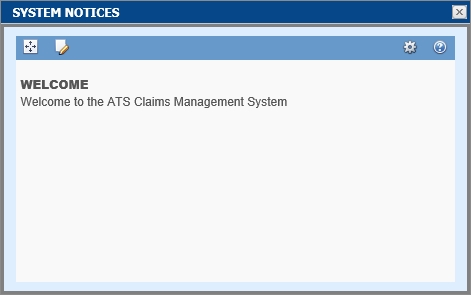 SYSTEM NOTICES
WELCOME
Welcome to the ATS Claims Management System